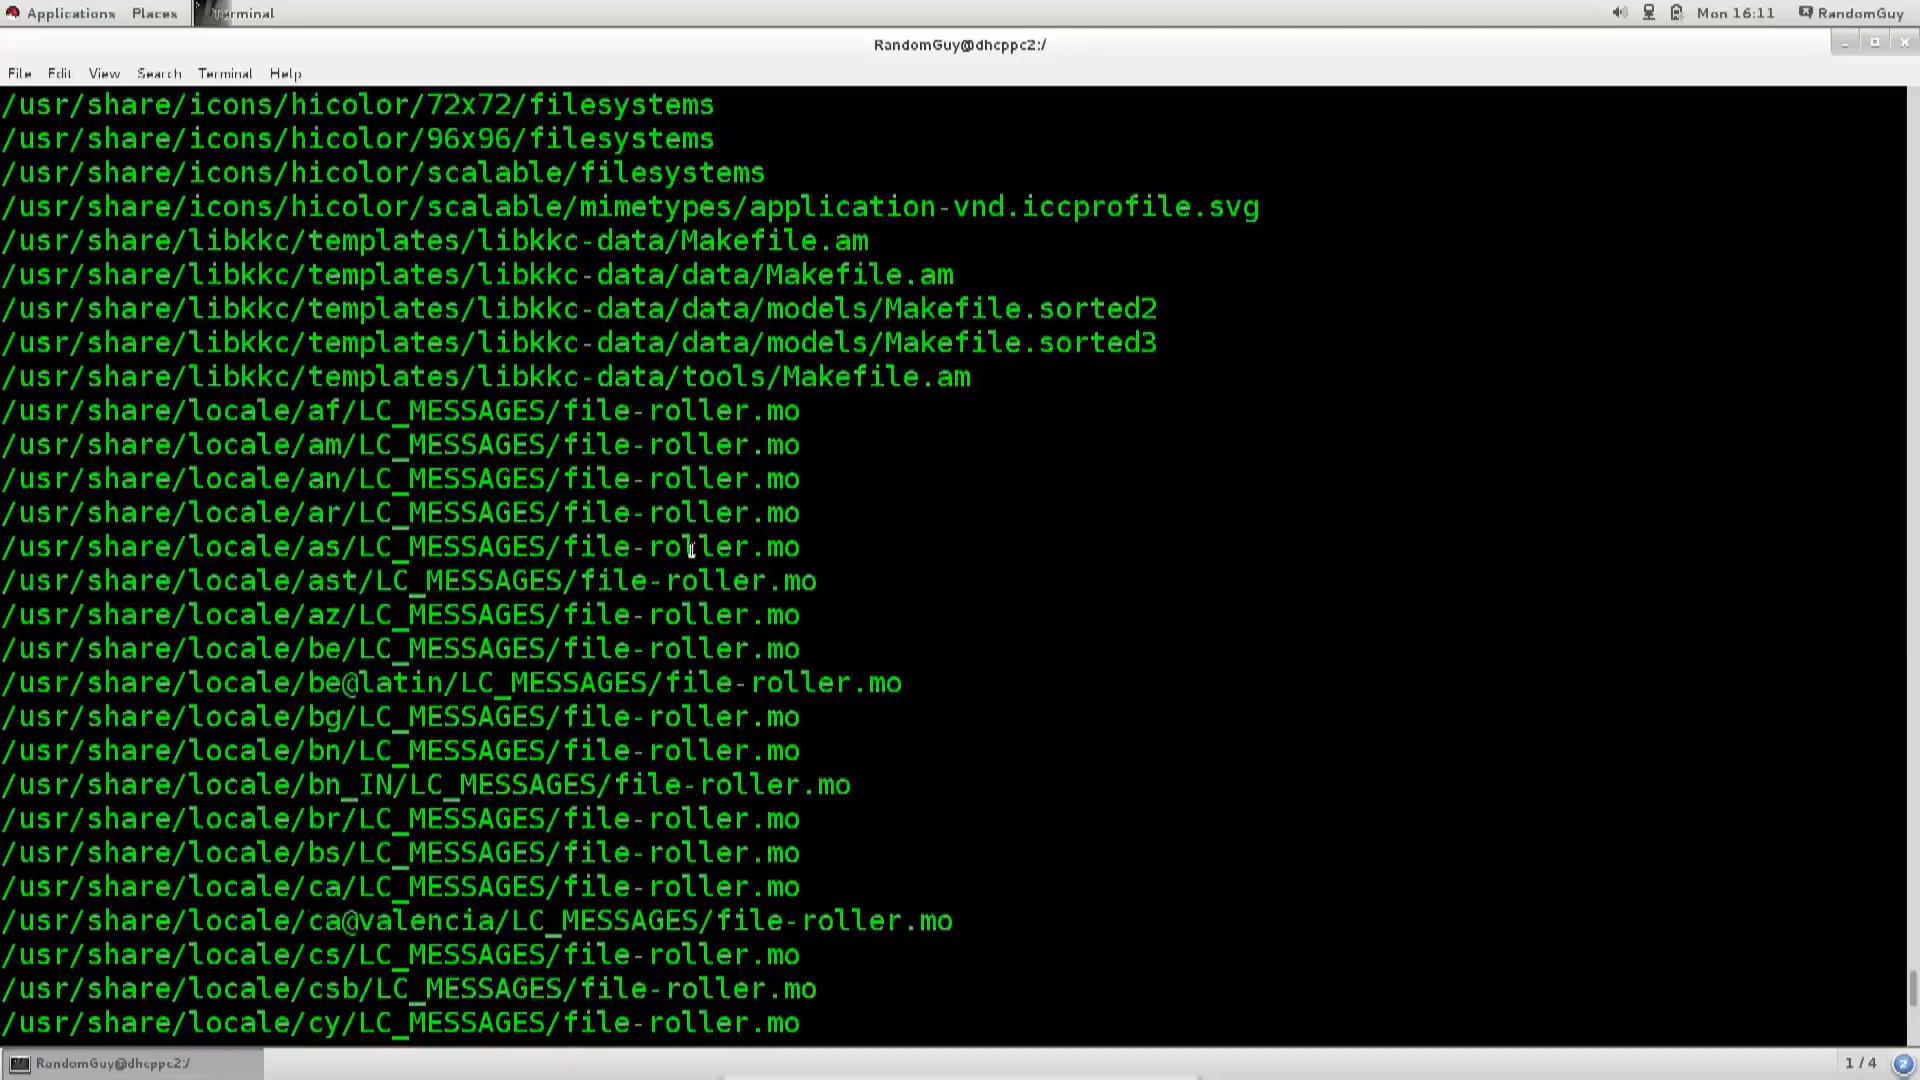 Applications Places Terminal Mon 16:11 RandomGuy
RandomGuy@dhcppc2:/
File Edit View Search Terminal Help
/usr/share/icons/hicolor/72x72/filesystems
/usr/share/icons/hicolor/96x96/filesystems
/usr/share/icons/hicolor/scalable/filesystems
/usr/share/icons/hicolor/scalable/mimetypes/application-vnd.iccprofile.svg
/usr/share/libkkc/templates/libkkc-data/Makefile.am
/usr/share/libkkc/templates/libkkc-data/data/Makefile.am
/usr/share/libkkc/templates/libkkc-data/data/models/Makefile.sorted2
/usr/share/libkkc/templates/libkkc-data/data/models/Makefile.sorted3
/usr/share/libkkc/templates/libkkc-data/tools/Makefile.am
/usr/share/locale/af/LC_MESSAGES/file-roller.mo
/usr/share/locale/am/LC_MESSAGES/file-roller.mo
/usr/share/locale/an/LC_MESSAGES/file-roller.mo
/usr/share/locale/ar/LC_MESSAGES/file-roller.mo
/usr/share/locale/as/LC_MESSAGES/file-roller.mo
/usr/share/locale/ast/LC_MESSAGES/file-roller.mo
/usr/share/locale/az/LC_MESSAGES/file-roller.mo
/usr/share/locale/be/LC_MESSAGES/file-roller.mo
/usr/share/locale/be@latin/LC_MESSAGES/file-roller.mo
/usr/share/locale/bg/LC_MESSAGES/file-roller.mo
/usr/share/locale/bn/LC_MESSAGES/file-roller.mo
/usr/share/locale/bn_IN/LC_MESSAGES/file-roller.mo
/usr/share/locale/br/LC_MESSAGES/file-roller.mo
/usr/share/locale/bs/LC_MESSAGES/file-roller.mo
/usr/share/locale/ca/LC_MESSAGES/file-roller.mo
/usr/share/locale/ca@valencia/LC_MESSAGES/file-roller.mo
/usr/share/locale/cs/LC_MESSAGES/file-roller.mo
/usr/share/locale/csb/LC_MESSAGES/file-roller.mo
/usr/share/locale/cy/LC_MESSAGES/file-roller.mo
RandomGuy@dhcppc2:/ 1 / 4 2